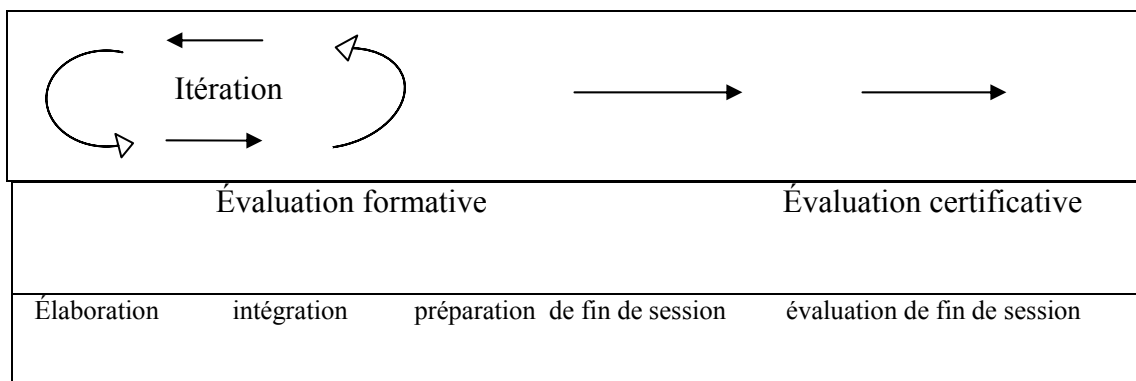 Itération
Évaluation formative Évaluation certificative
Élaboration intégration préparation de fin de session évaluation de fin de session